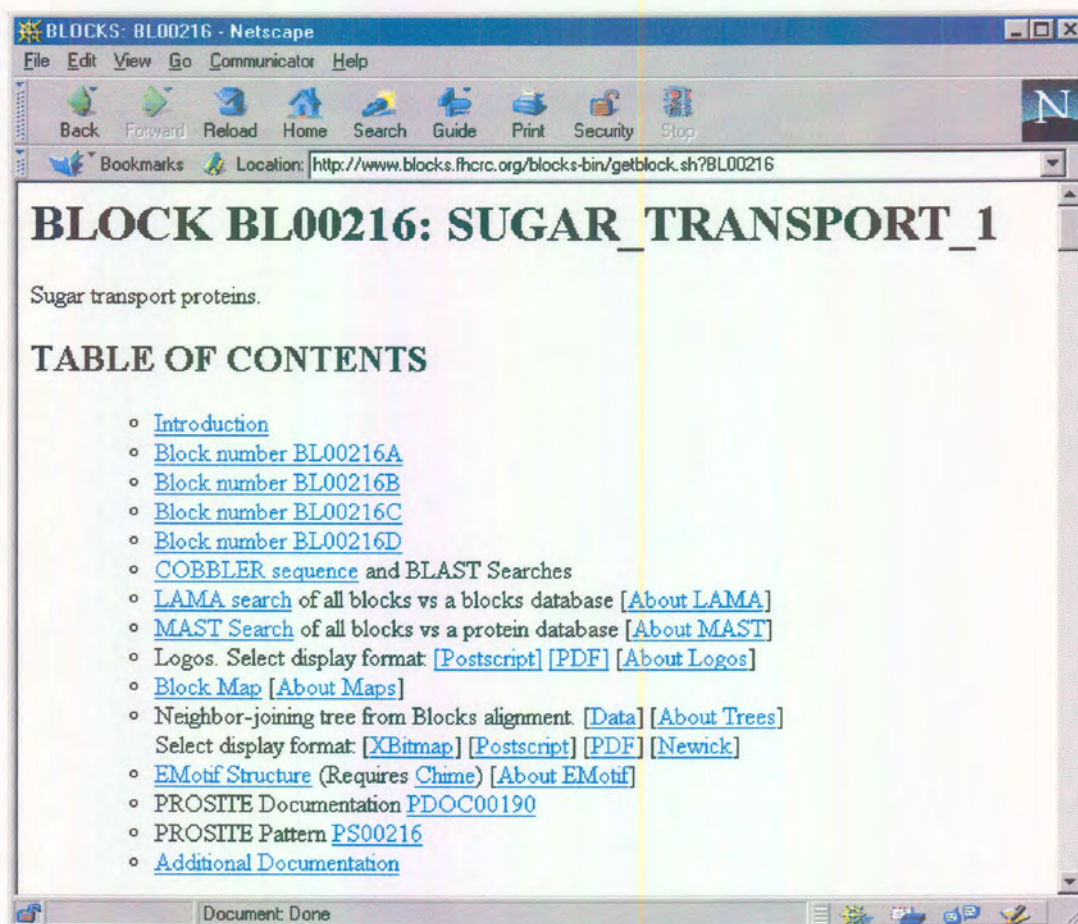 BLOCKS: BL00216 - Netscape
File Edit View Go Communicator Help
Back Forward Reload Home Search Guide Print Security Stop
N
Bookmarks Location: http://www.blocks.fhcrc.org/blocks-bin/getblock.sh?BL00216
BLOCK BL00216: SUGAR_TRANSPORT_1
Sugar transport proteins.
TABLE OF CONTENTS
Introduction
Block number BL00216A
Block number BL00216B
Block number BL00216C
Block number BL00216D
COBBLER sequence and BLAST Searches
LAMA search of all blocks vs a blocks database [About LAMA]
MAST Search of all blocks vs a protein database [About MAST]
Logos. Select display format: [Postscript] [PDF] [About Logos]
Block Map [About Maps]
Neighbor-joining tree from Blocks alignment. [Data] [About Trees]
Select display format: [XBitmap] [Postscript] [PDF] [Newick]
EMotif Structure (Requires Chime) [About EMotif]
PROSITE Documentation PDOC00190
PROSITE Pattern PS00216
Additional Documentation
Document: Done